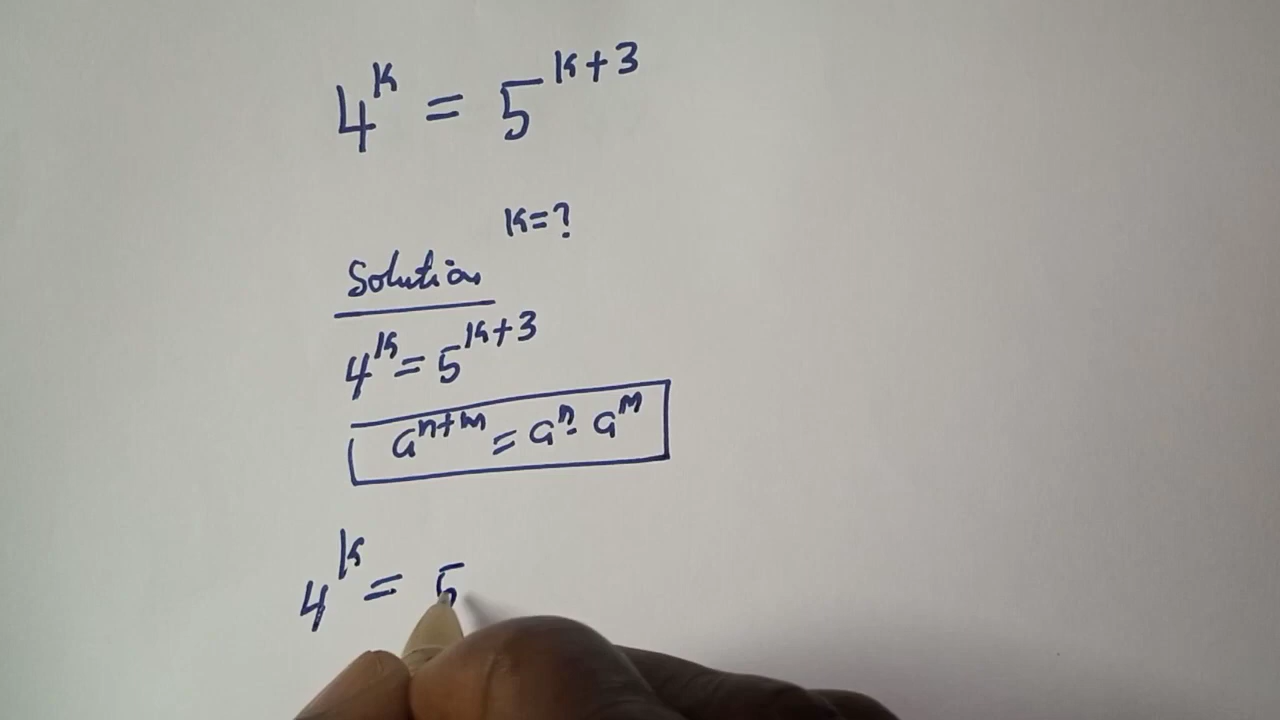 4^k = 5^k+3
k=?
Solution
4^k = 5^k+3
a^n+m = a^n. a^m
4^k = 5